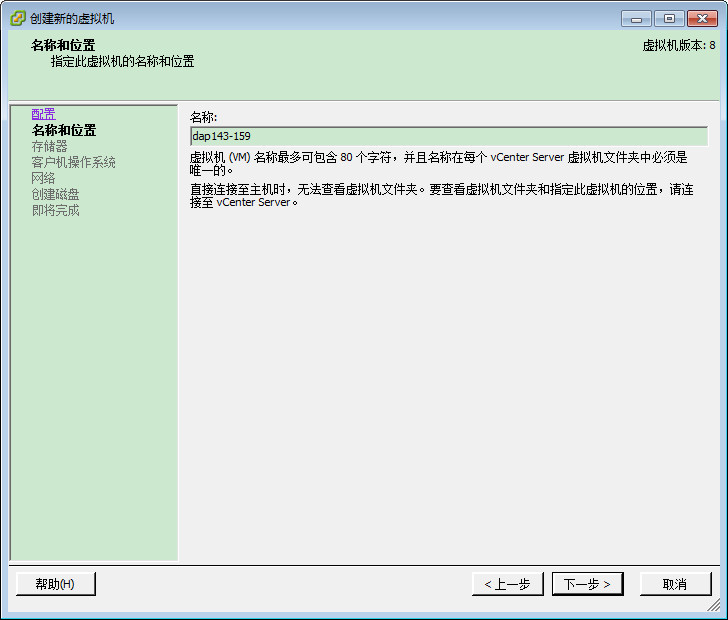 创建新的虚拟机
名称和位置
指定此虚拟机的名称和位置
虚拟机版本: 8
配置
名称和位置
存储器
客户机操作系统
网络
创建磁盘
即将完成
名称:
dap143-159
虚拟机 (VM) 名称最多可包含 80 个字符，并且名称在每个 vCenter Server 虚拟机文件夹中必须是
唯一的。
直接连接至主机时，无法查看虚拟机文件夹。要查看虚拟机文件夹和指定此虚拟机的位置，请连
接至 vCenter Server。
帮助(H)
< 上一步
下一步 >
取消